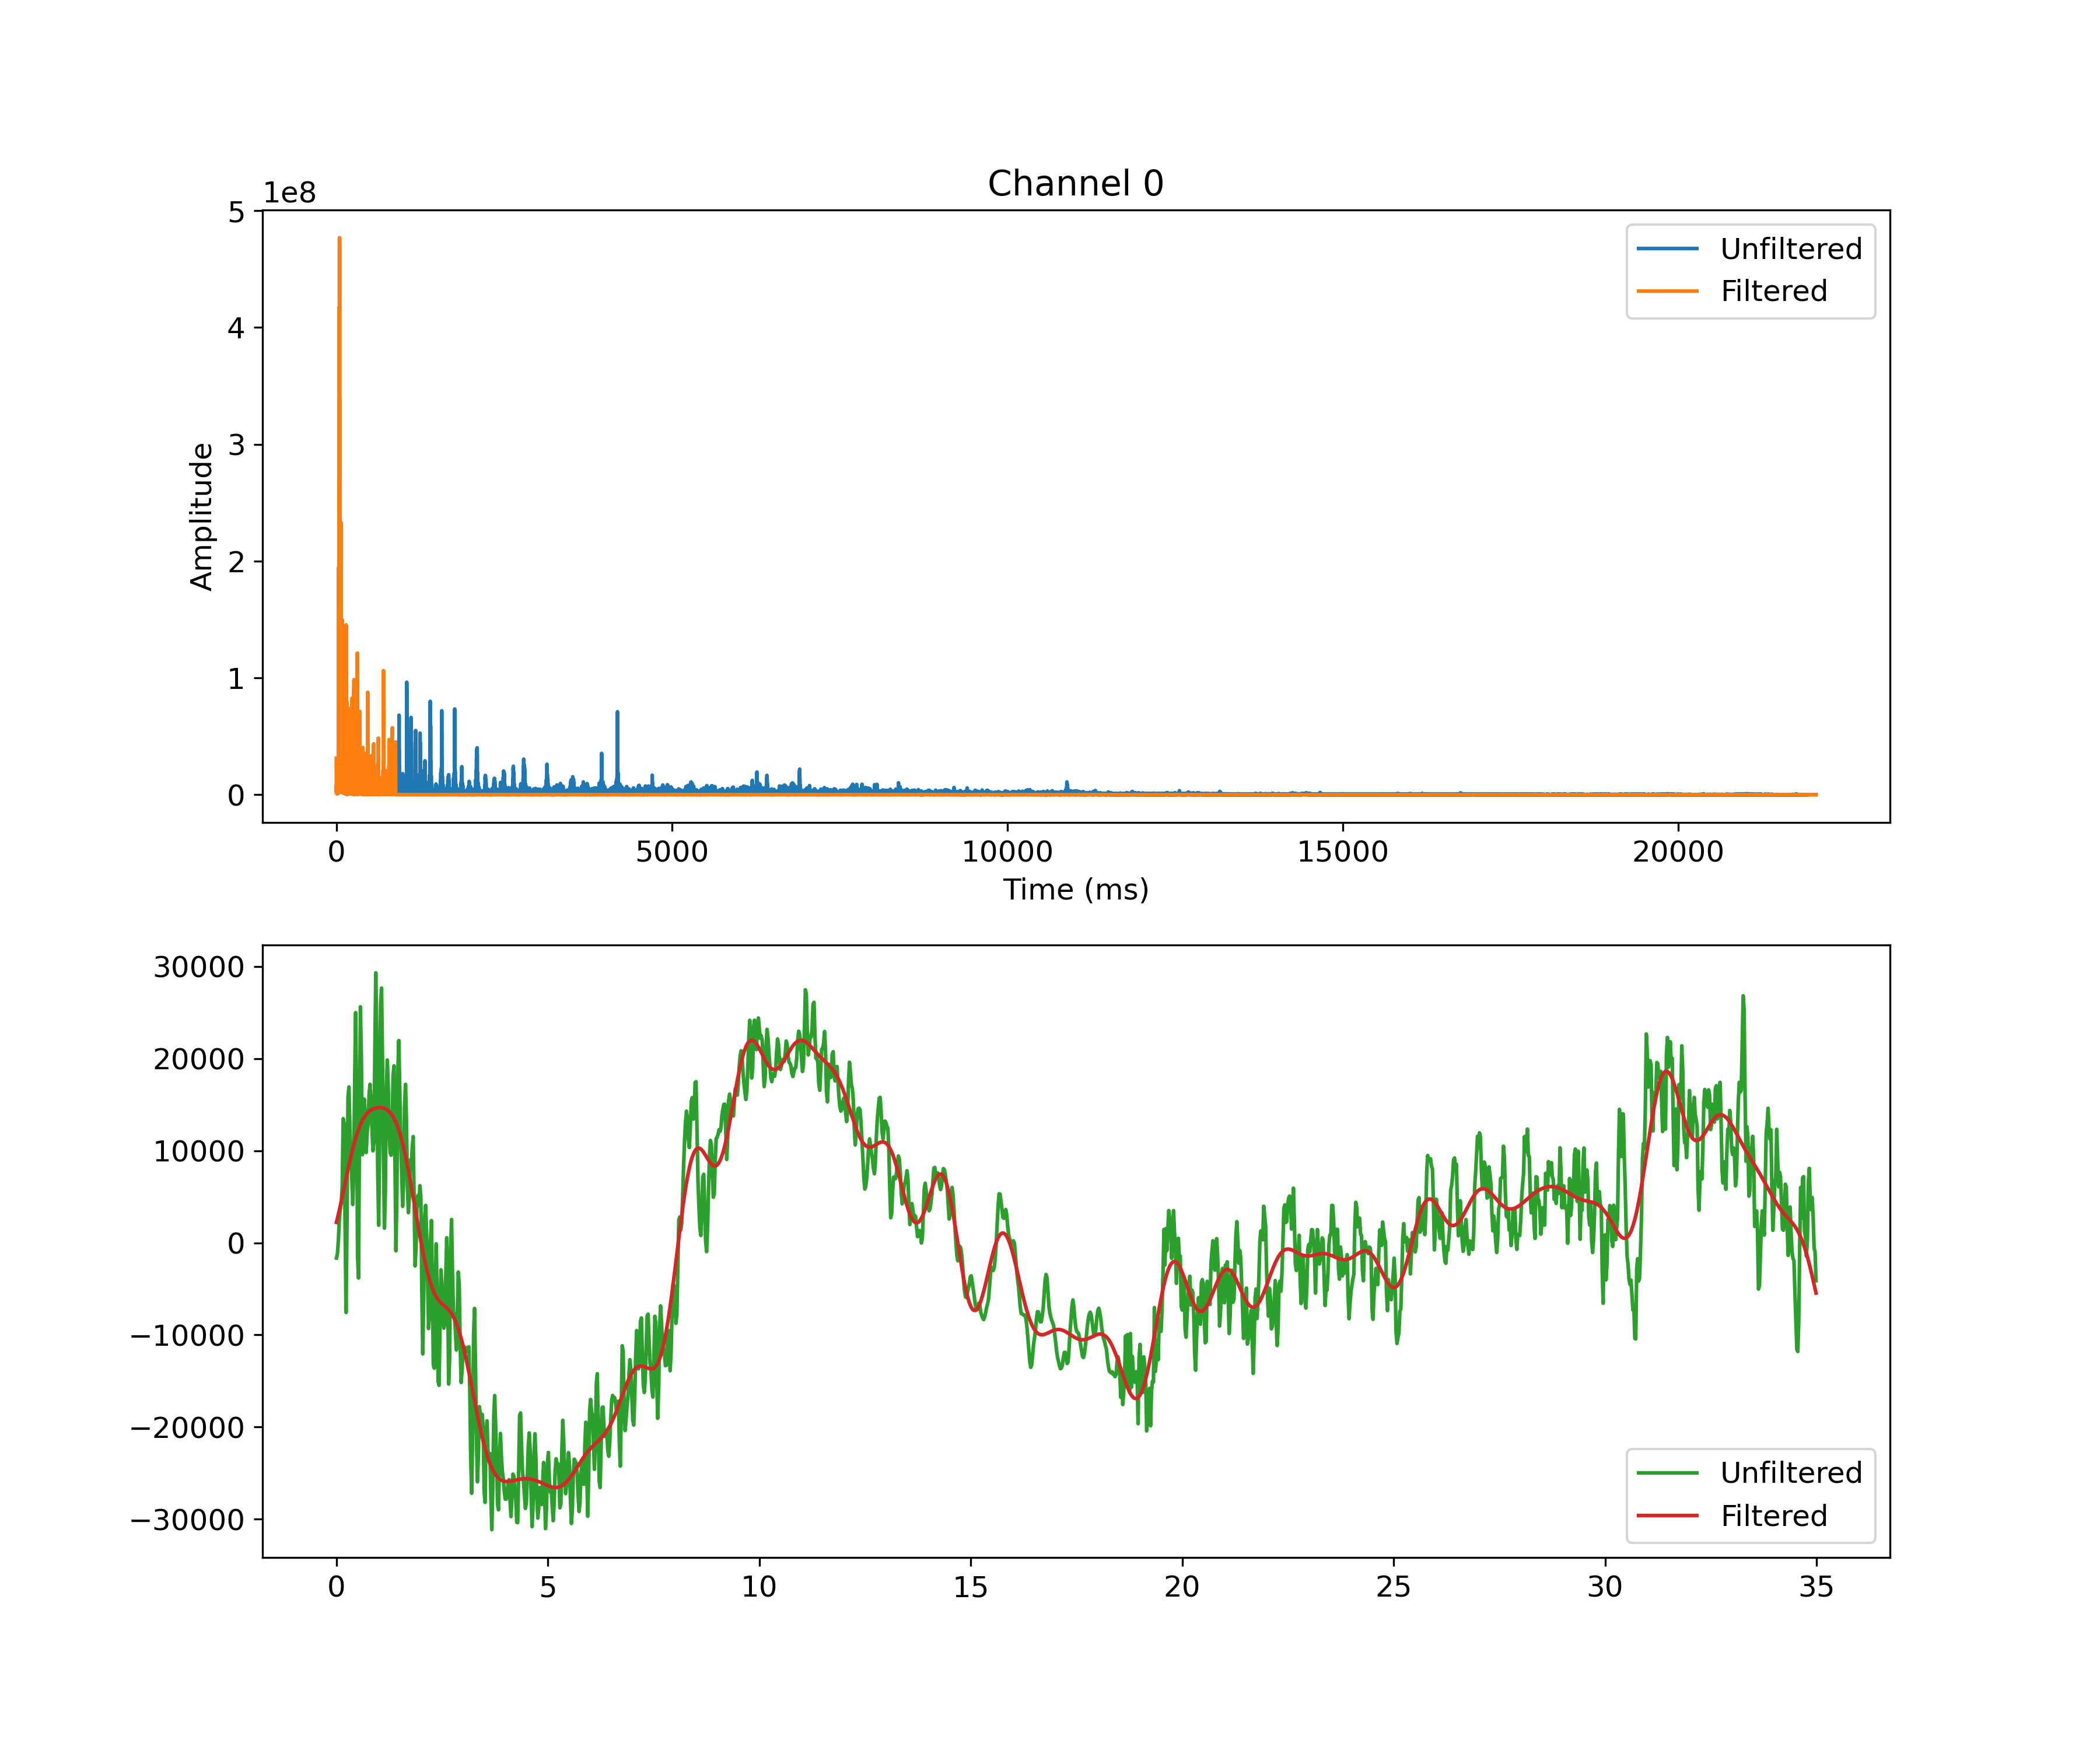 Channel 0
1e8
5
4
3
2
1
0
Amplitude
Unfiltered
Filtered
0 5000 10000 15000 20000
Time (ms)
30000
20000
10000
0
−10000
−20000
−30000
Unfiltered
Filtered
0 5 10 15 20 25 30 35